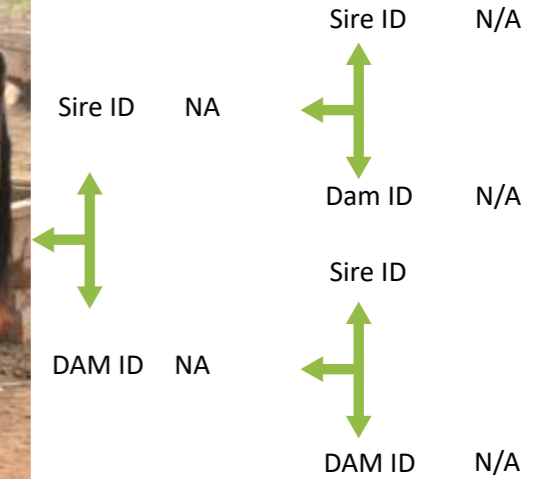 Sire ID N/A
Sire ID NA
Dam ID N/A
Sire ID
DAM ID NA
DAM ID N/A